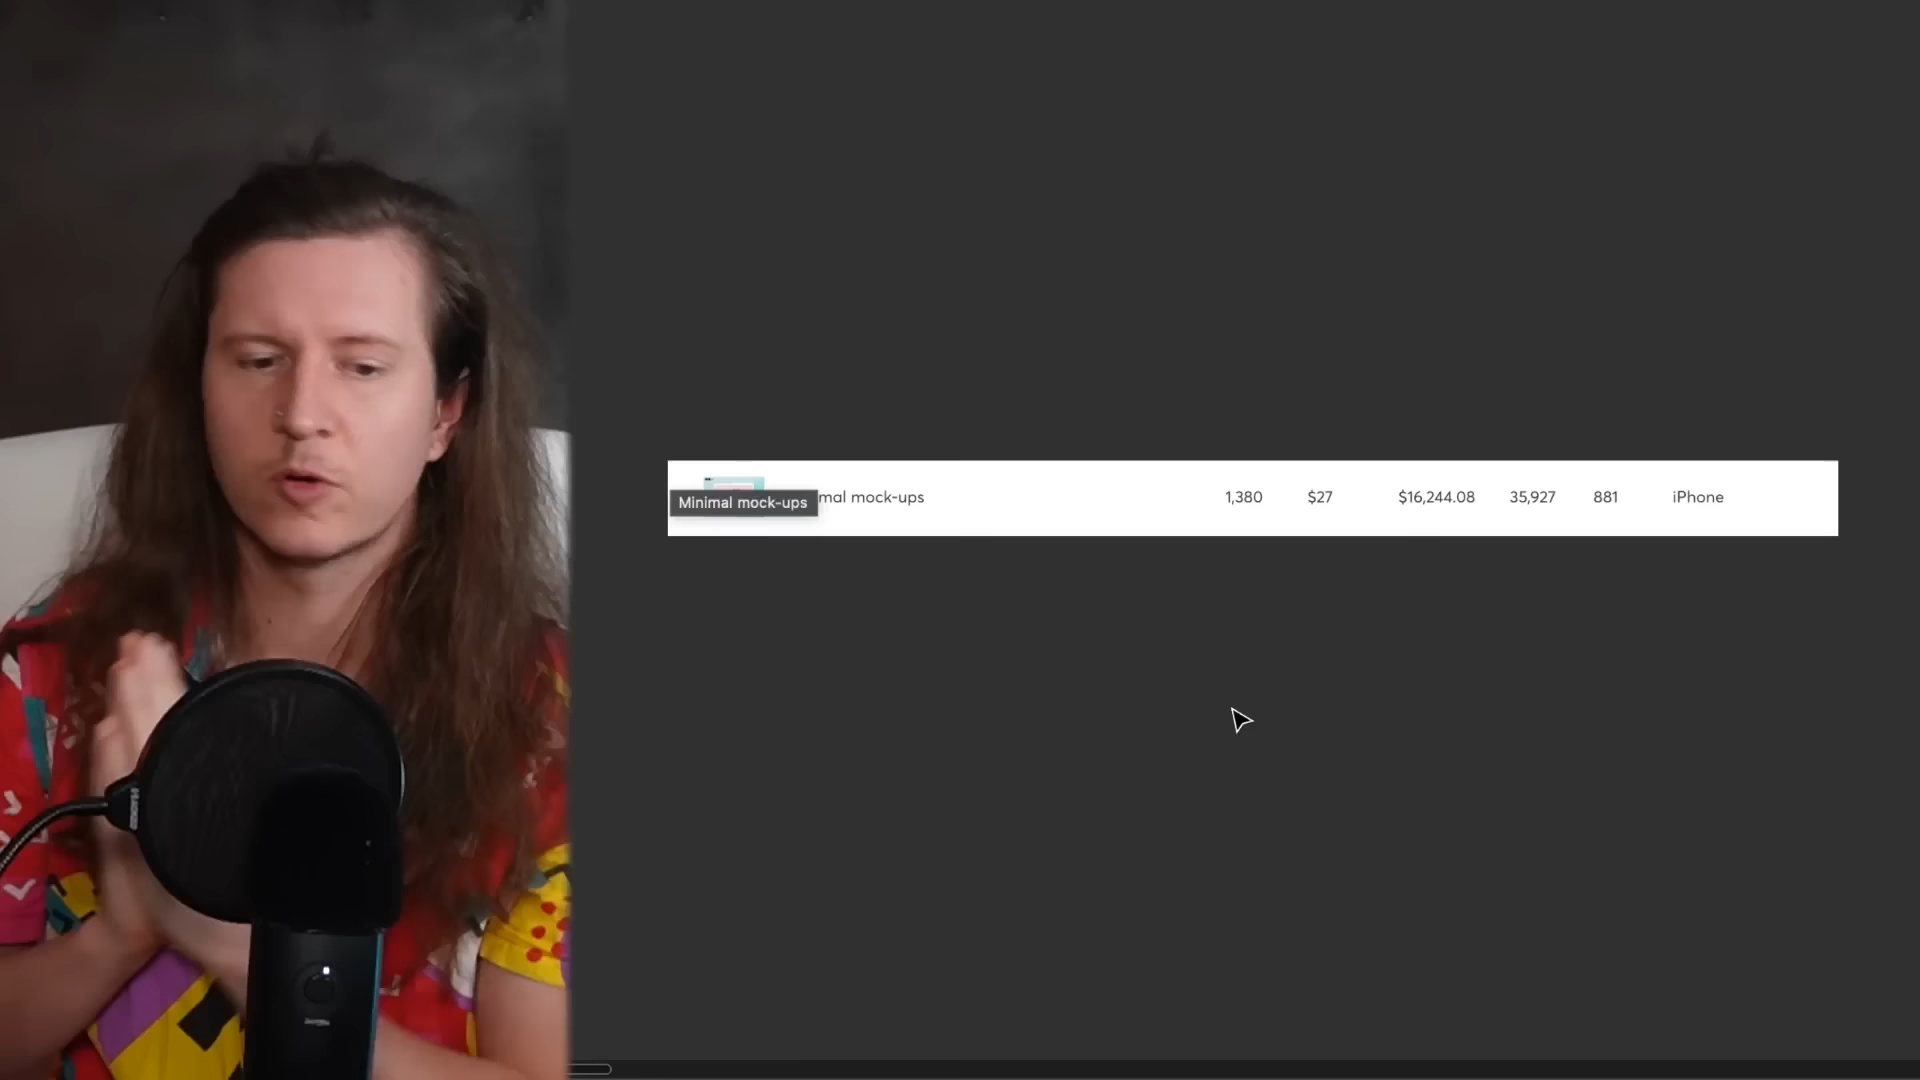 mal mock-ups 1,380 $27 $16,244.08 35,927 881 iPhone
Minimal mock-ups